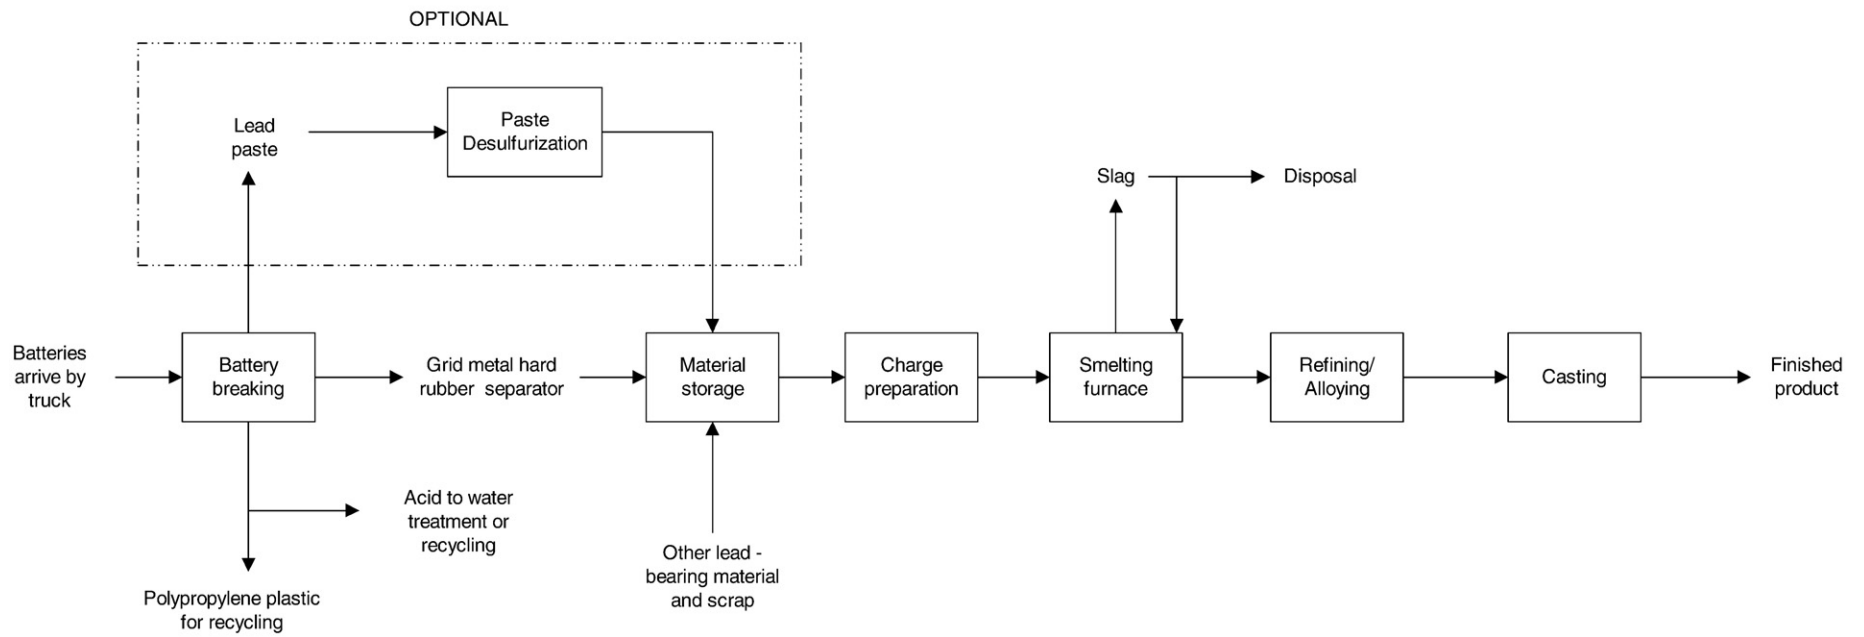 OPTIONAL
Lead
paste
Paste
Desulfurization
Slag
Disposal
Batteries
arrive by
truck
Battery
breaking
Grid metal hard
rubber separator
Material
storage
Charge
preparation
Smelting
furnace
Refining/
Alloying
Casting
Finished
product
Acid to water
treatment or
recycling
Other lead -
bearing material
and scrap
Polypropylene plastic
for recycling